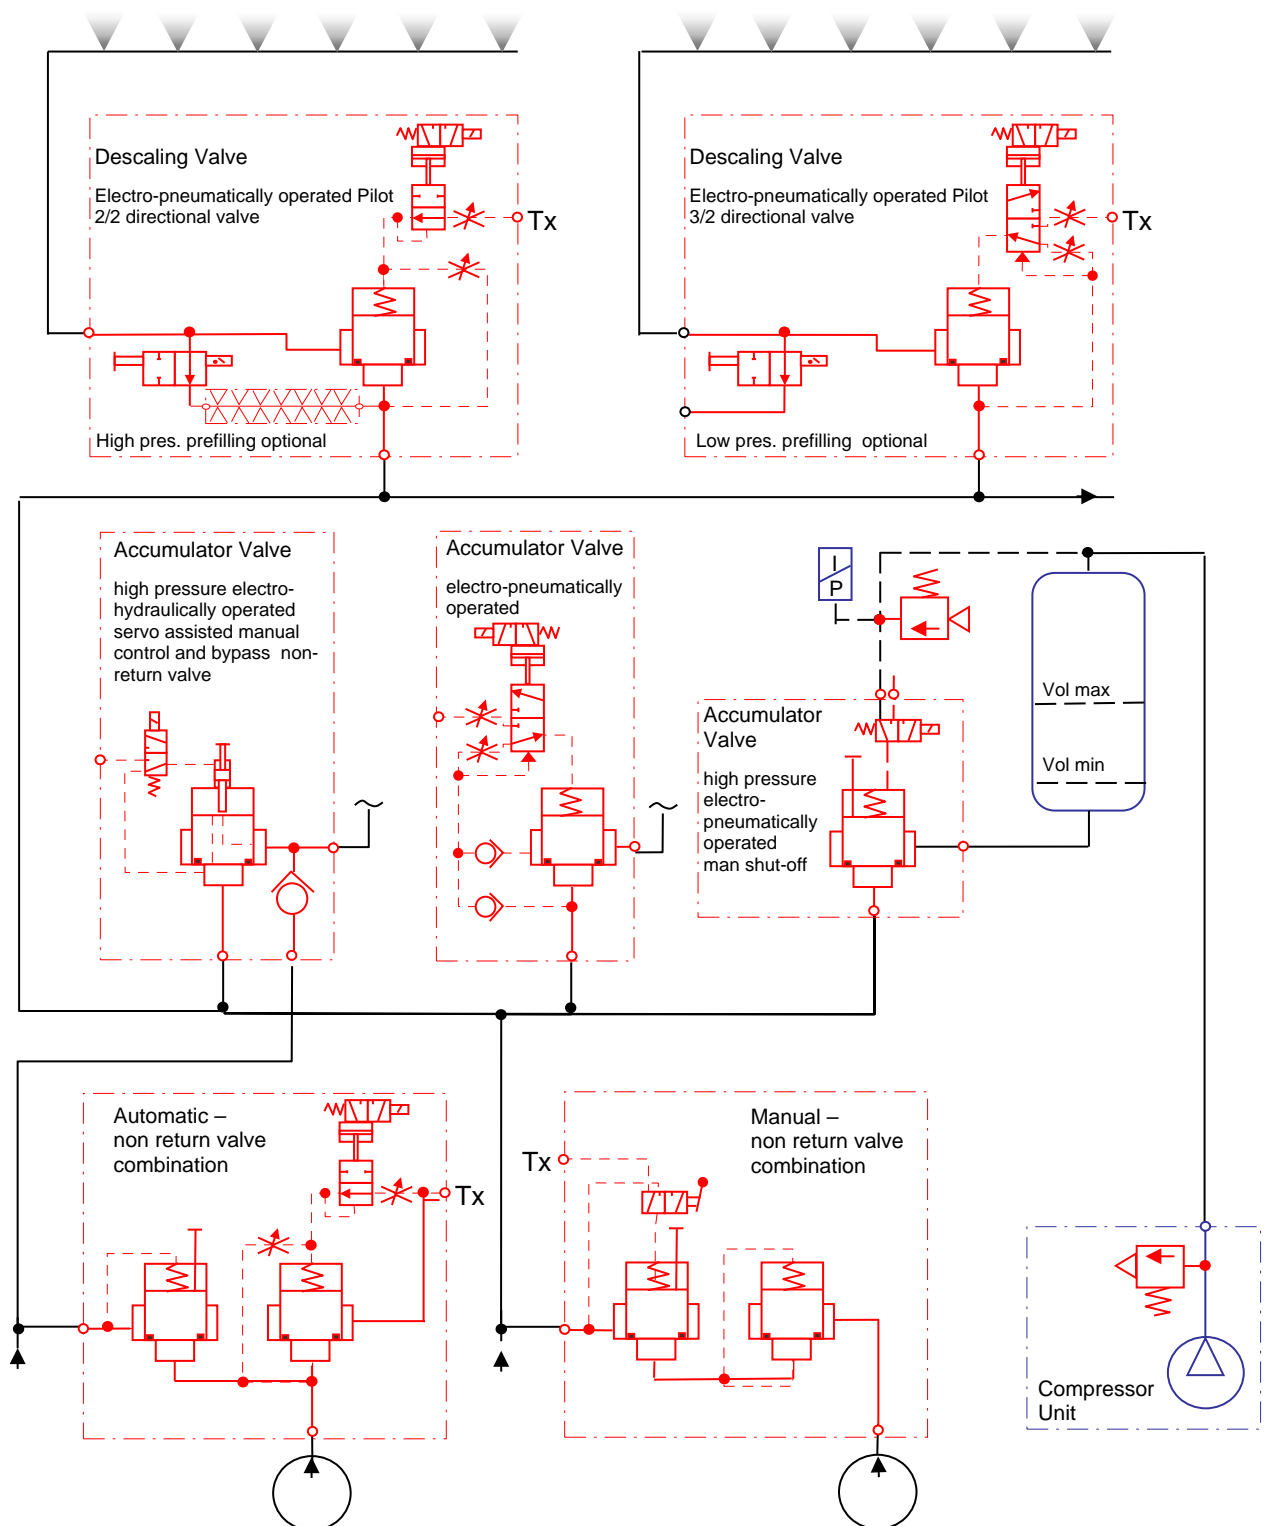 Descaling Valve
Electro-pneumatically operated Pilot
2/2 directional valve
Tx
High pres. prefilling optional
Descaling Valve
Electro-pneumatically operated Pilot
3/2 directional valve
Tx
Low pres. prefilling optional
Accumulator Valve
high pressure electro-
hydraulically operated
servo assisted manual
control and bypass non-
return valve
Accumulator Valve
electro-pneumatically
operated
I
P
Accumulator
Valve
high pressure
electro-
pneumatically
operated
man shut-off
Vol max
Vol min
Automatic –
non return valve
combination
Tx
Tx
Manual –
non return valve
combination
Compressor
Unit